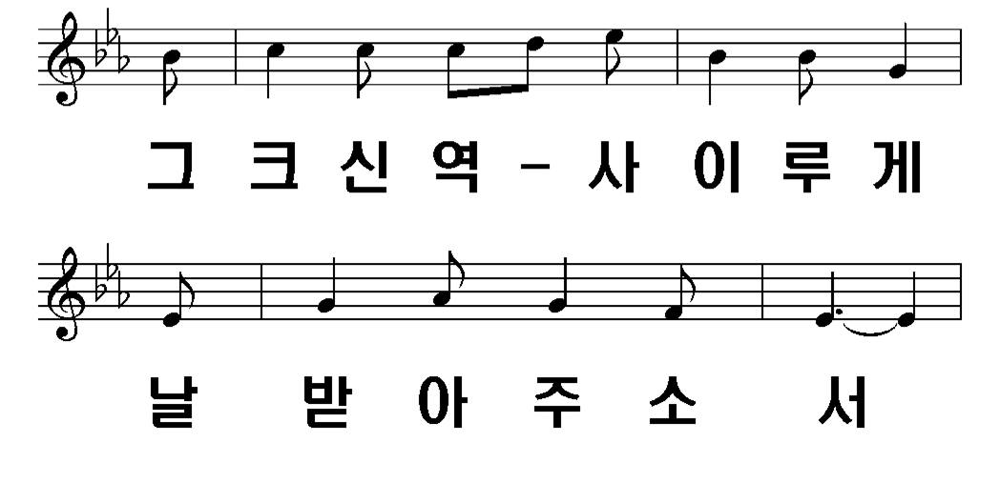 그 크 신 역 - 사 이 루 게
날 받 아 주 소 서